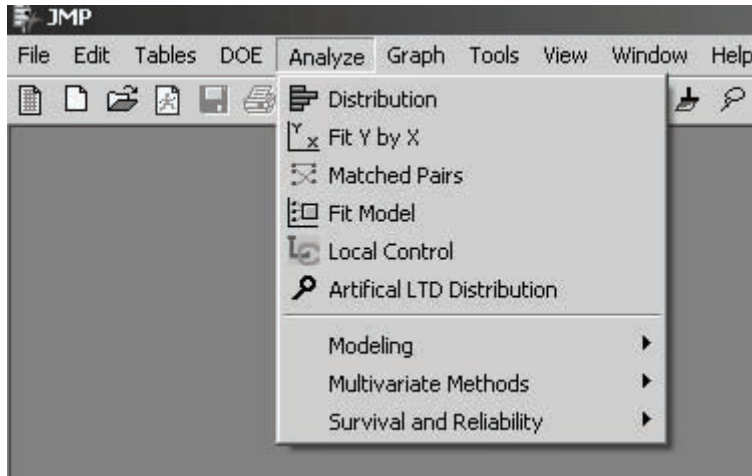 JMP
File Edit Tables DOE Analyze Graph Tools View Window Help
Distribution
Y X Fit Y by X
Matched Pairs
Fit Model
LC Local Control
Artifical LTD Distribution
Modeling
Multivariate Methods
Survival and Reliability